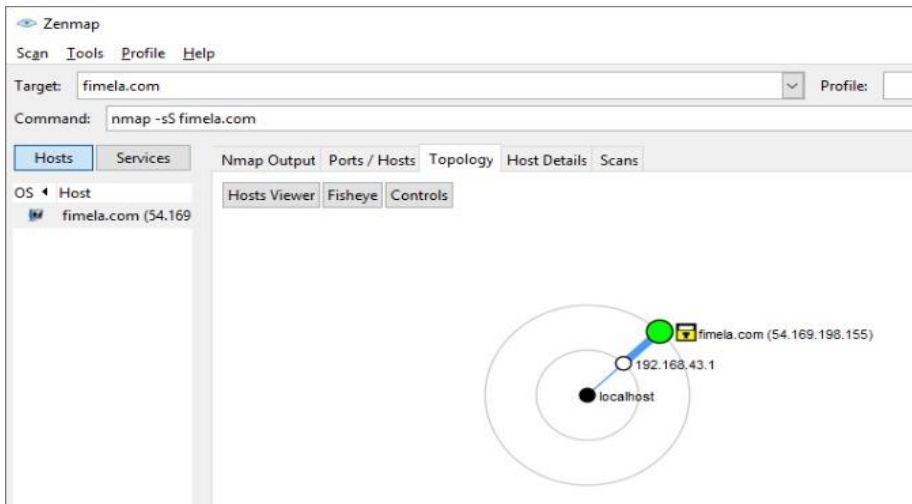 Zenmap
Scan Tools Profile Help
Target: fimela.com Profile:
Command: nmap -sS fimela.com
Hosts Services Nmap Output Ports / Hosts Topology Host Details Scans
OS Host Hosts Viewer Fisheye Controls
fimela.com (54.169
fimela.com (54.169.198.155)
192.168.43.1
localhost